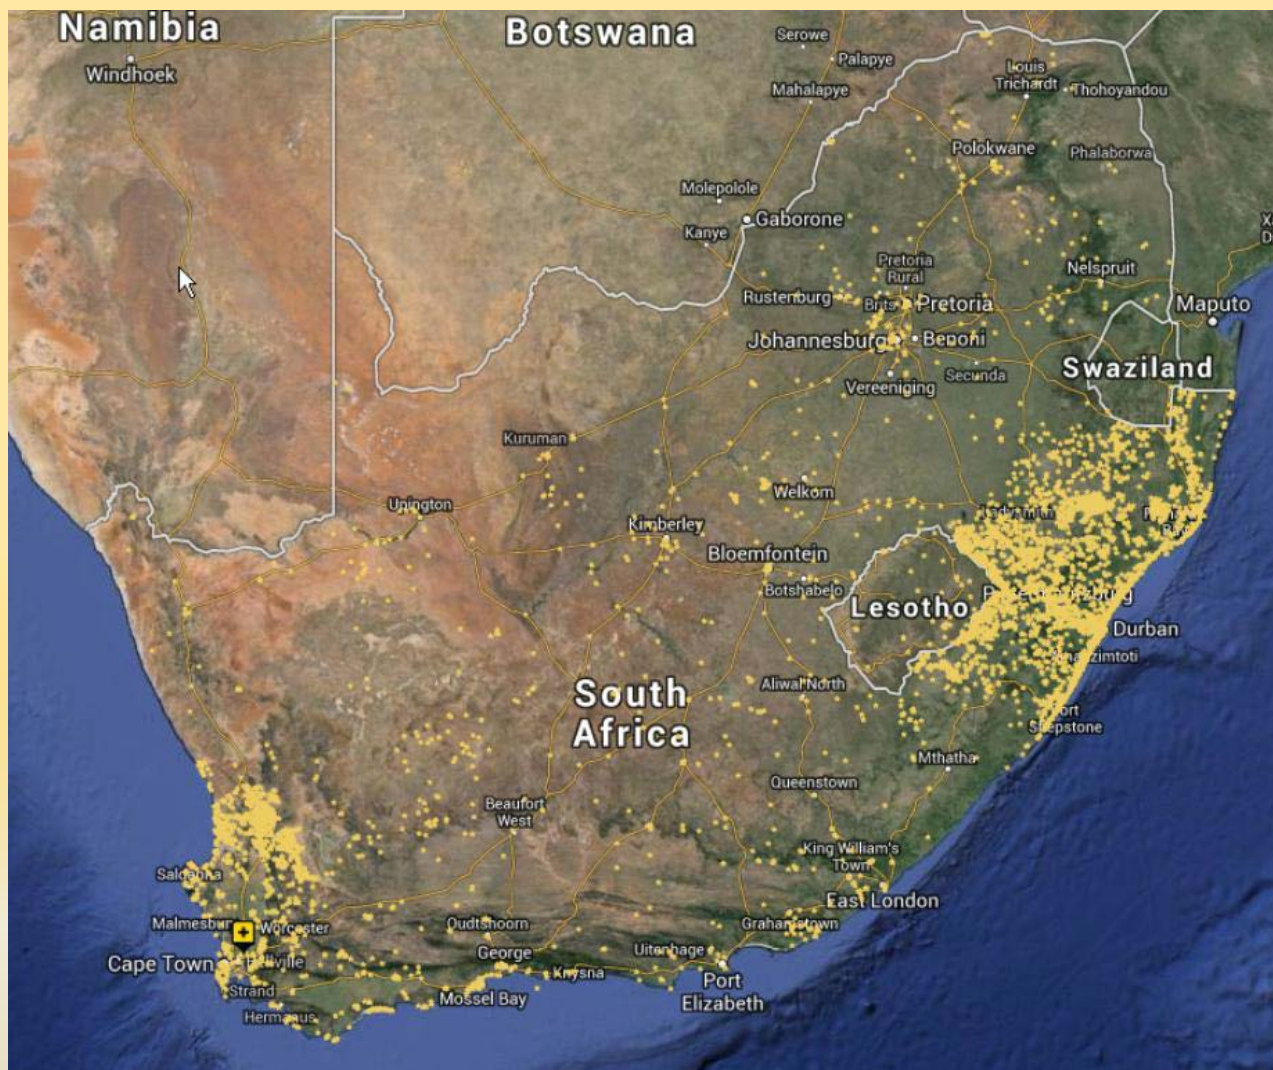 Namibia
Botswana
Serowe
Palapye
Windhoek
Louis
Trichardt
Thohoyandou
Mahalapye
Polokwane
Phalaborwa
Molepolole
Gaborone
Kanye
Pretoria
Rural
Nelspruit
Rustenburg
Brits
Pretoria
Maputo
Johannesburg
Benoni
Swaziland
Secunda
Vereeniging
Kuruman
Upington
Welkom
Kimberley
Bloemfontein
Botshabelo
Lesotho
Durban
South
Africa
Aliwal North
Mthatha
Queenstown
Beaufort
West
King William's
Town
Saldanha
East London
Malmesbury
Worcester
Oudtshoorn
Grahamstown
George
Uitenhage
Cape Town
Bellville
Knysna
Port
Elizabeth
Strand
Mossel Bay
Hermanus